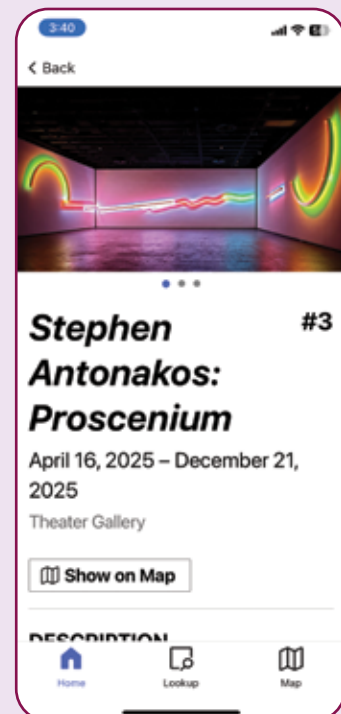 3:40
Back
Stephen #3
Antonakos:
Proscenium
April 16, 2025 – December 21,
2025
Theater Gallery
Show on Map
DESCRIPTION
Home Lookup Map